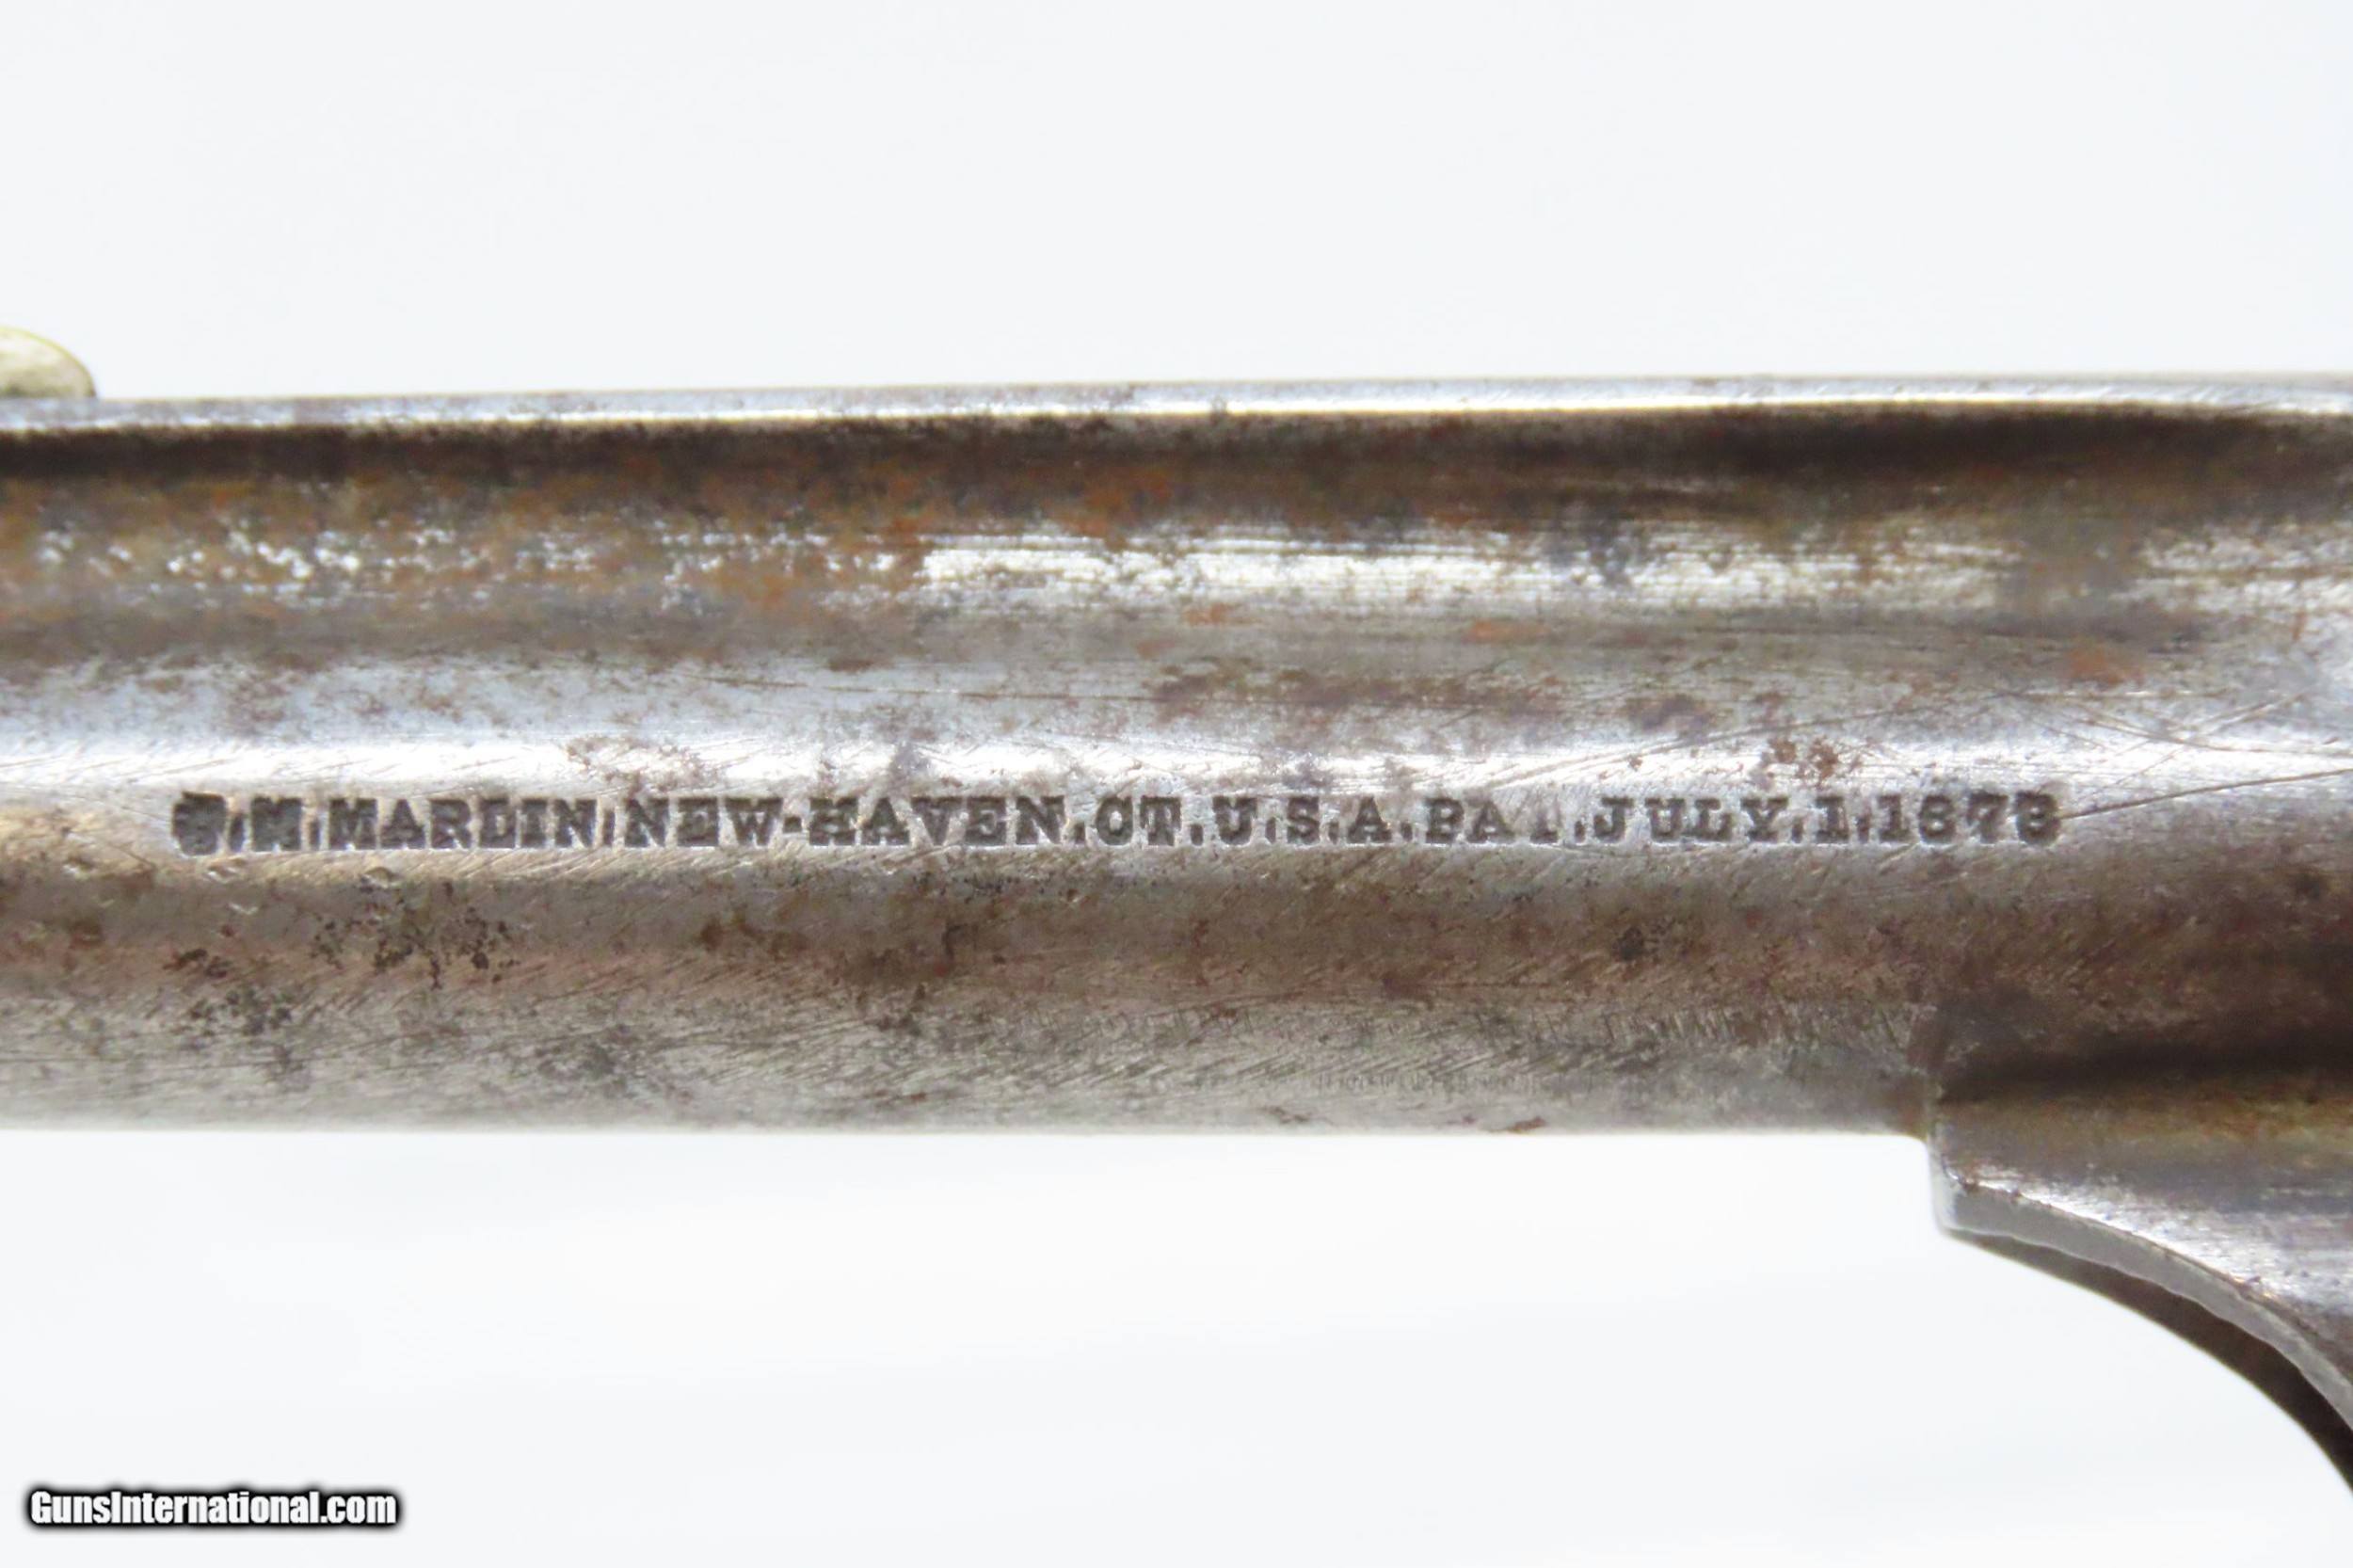 J.M.MARLIN.NEW-HAVEN.CT.U.S.A.PAT.JULY.1.1873
GunsInternational.com